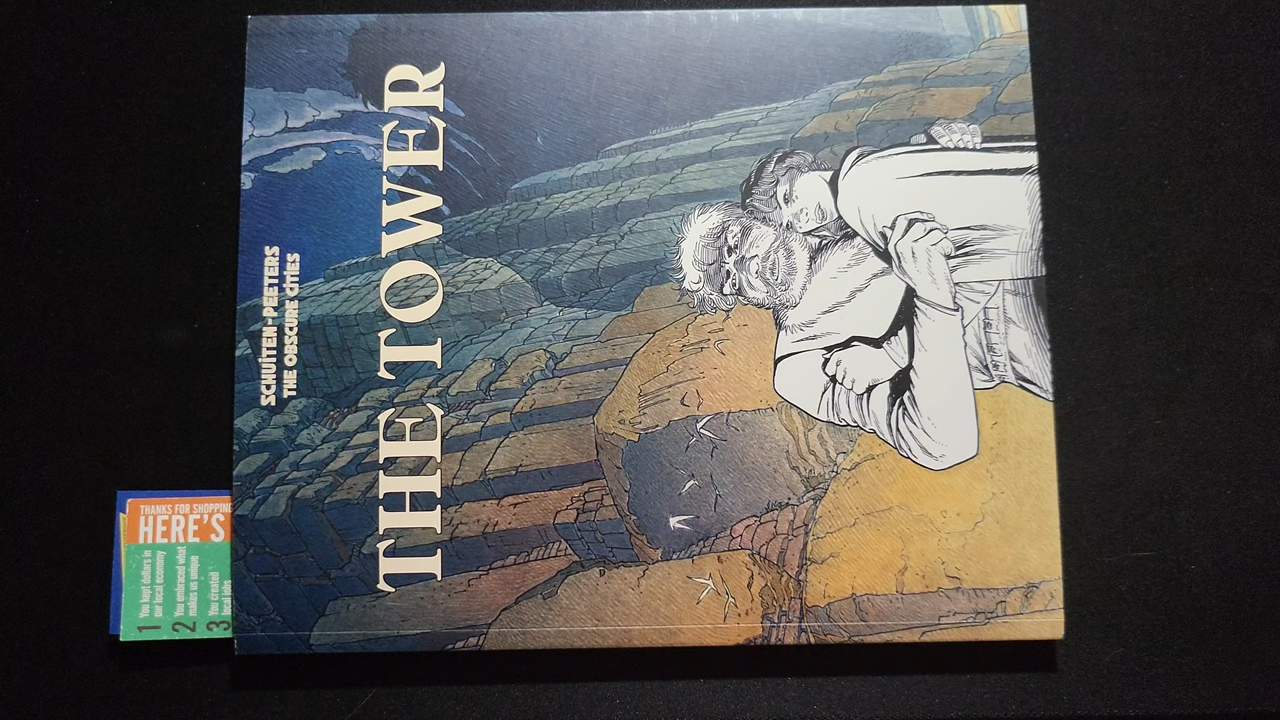 SCHUITEN-PEETERS
THE OBSCURE CITIES
THE TOWER
THANKS FOR SHOPPING
HERE'S
1 You kept dollars in
our local economy
2 You embraced what
makes us unique
3 You created
local jobs